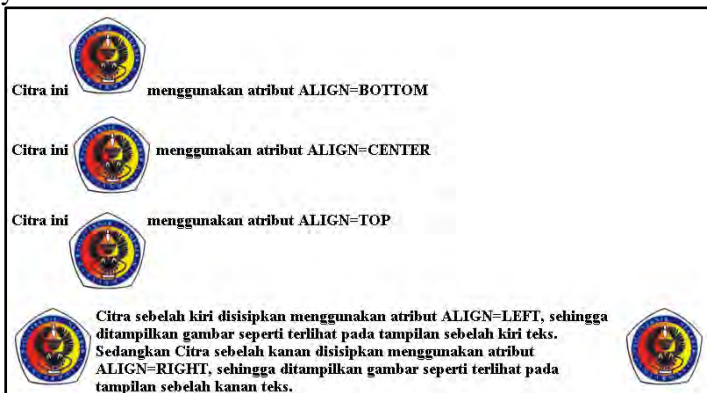 Citra ini menggunakan atribut ALIGN=BOTTOM
Citra ini menggunakan atribut ALIGN=CENTER
Citra ini menggunakan atribut ALIGN=TOP
Citra sebelah kiri disisipkan menggunakan atribut ALIGN=LEFT, sehingga
ditampilkan gambar seperti terlihat pada tampilan sebelah kiri teks.
Sedangkan Citra sebelah kanan disisipkan menggunakan atribut
ALIGN=RIGHT, sehingga ditampilkan gambar seperti terlihat pada
tampilan sebelah kanan teks.